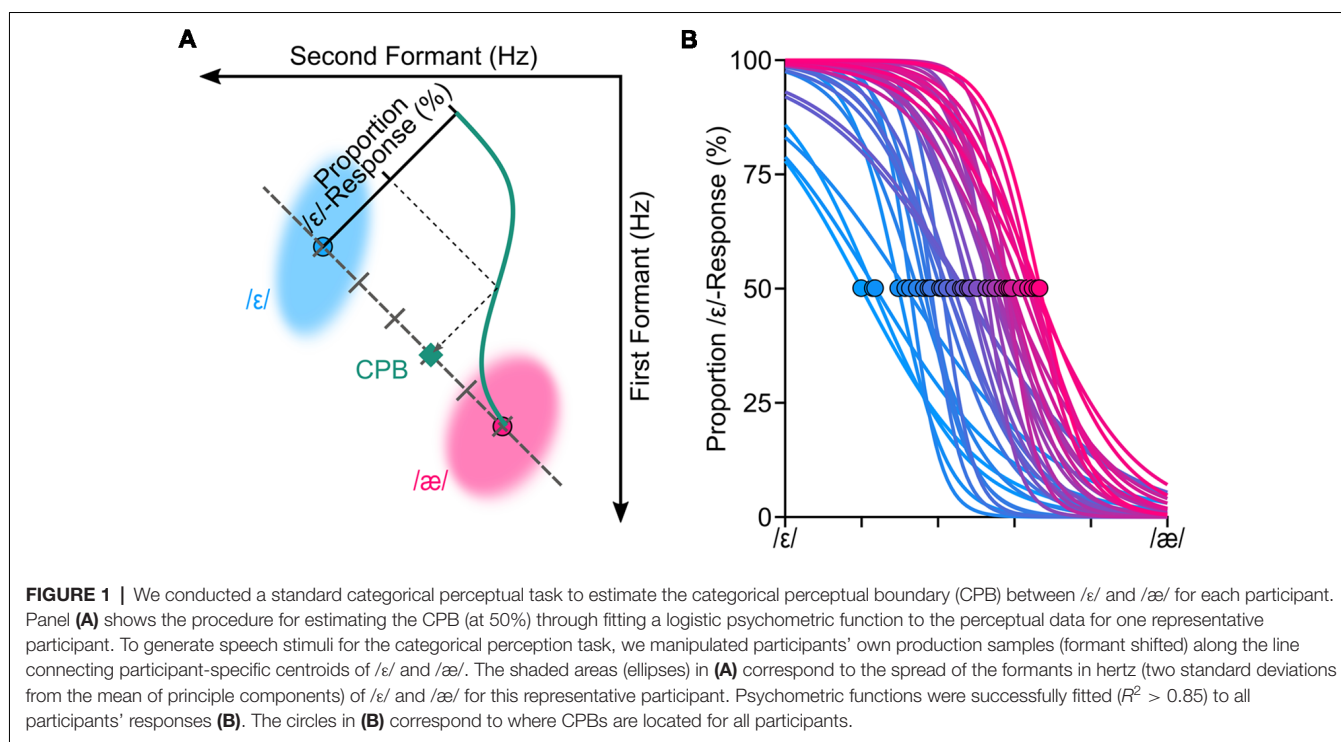 A
Second Formant (Hz)
Proportion
/ɛ/-Response (%)
/ɛ/
CPB
/æ/
First Formant (Hz)
B
Proportion /ɛ/-Response (%)
100
75
50
25
0
/ɛ/
/æ/
FIGURE 1 | We conducted a standard categorical perceptual task to estimate the categorical perceptual boundary (CPB) between /ɛ/ and /æ/ for each participant.
Panel (A) shows the procedure for estimating the CPB (at 50%) through fitting a logistic psychometric function to the perceptual data for one representative
participant. To generate speech stimuli for the categorical perception task, we manipulated participants’ own production samples (formant shifted) along the line
connecting participant-specific centroids of /ɛ/ and /æ/. The shaded areas (ellipses) in (A) correspond to the spread of the formants in hertz (two standard deviations
from the mean of principle components) of /ɛ/ and /æ/ for this representative participant. Psychometric functions were successfully fitted (R² > 0.85) to all
participants’ responses (B). The circles in (B) correspond to where CPBs are located for all participants.